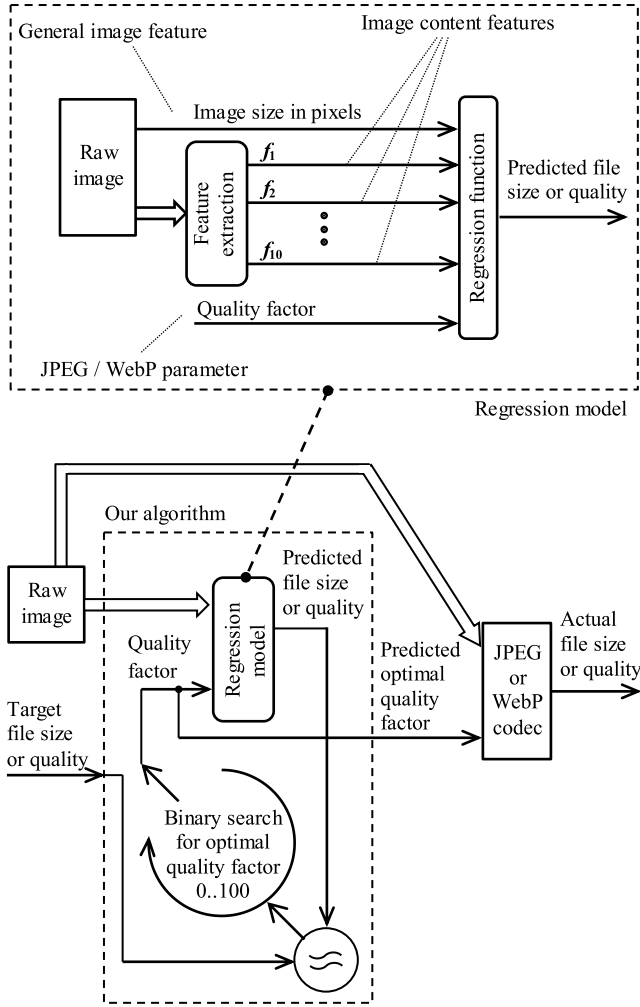 General image feature
Image content features
Raw
image
Image size in pixels
Feature
extraction
f1
f2
f10
Regression function
Predicted file
size or quality
Quality factor
JPEG / WebP parameter
Regression model
Our algorithm
Raw
image
Regression
model
Predicted
file size
or quality
Quality
factor
Predicted
optimal
quality
factor
JPEG
or
WebP
codec
Actual
file size
or quality
Target
file size
or quality
Binary search
for optimal
quality factor
0..100